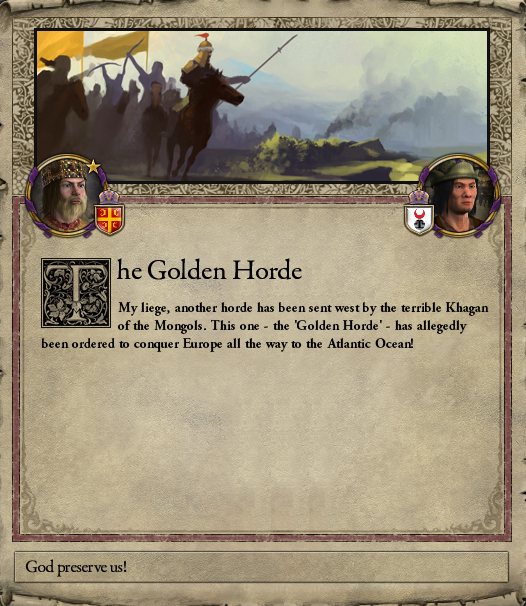 The Golden Horde
My liege, another horde has been sent west by the terrible Khagan
of the Mongols. This one - the 'Golden Horde' - has allegedly
been ordered to conquer Europe all the way to the Atlantic Ocean!
God preserve us!